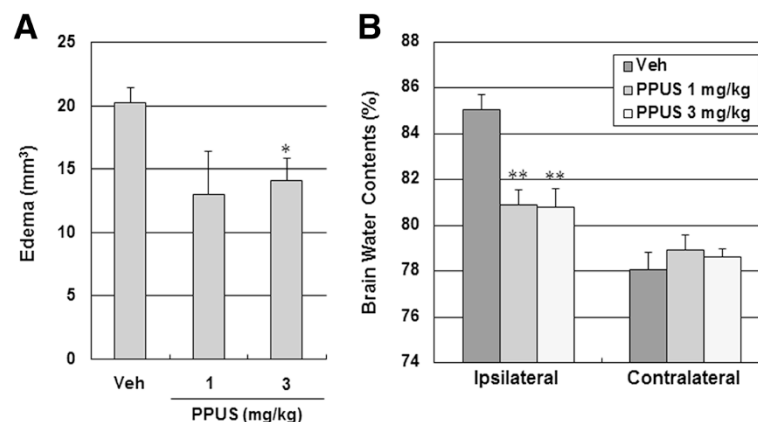 A
Edema (mm³)
25
20
15
10
5
0
*
Veh
1
3
PPUS (mg/kg)
B
Brain Water Contents (%)
88
86
84
82
80
78
76
74
Veh
PPUS 1 mg/kg
PPUS 3 mg/kg
** **
Ipsilateral
Contralateral